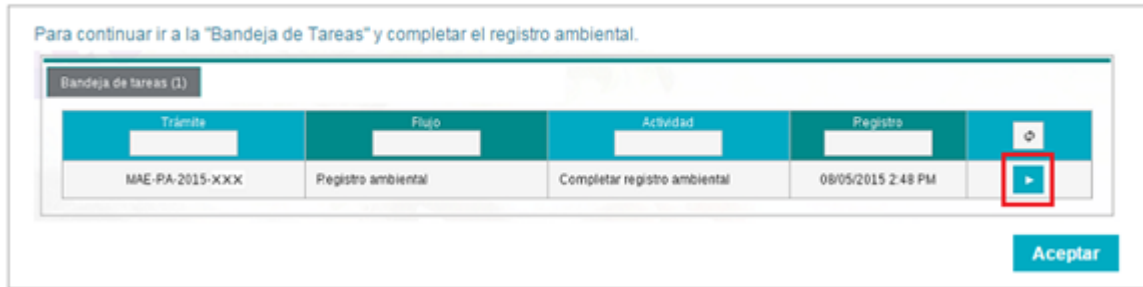 Para continuar ir a la "Bandeja de Tareas" y completar el registro ambiental.
Bandeja de tareas (1)
Trámite Flujo Actividad Registro
MAE-RA-2015-XXX Registro ambiental Completar registro ambiental 08/05/2015 2:48 PM
Aceptar